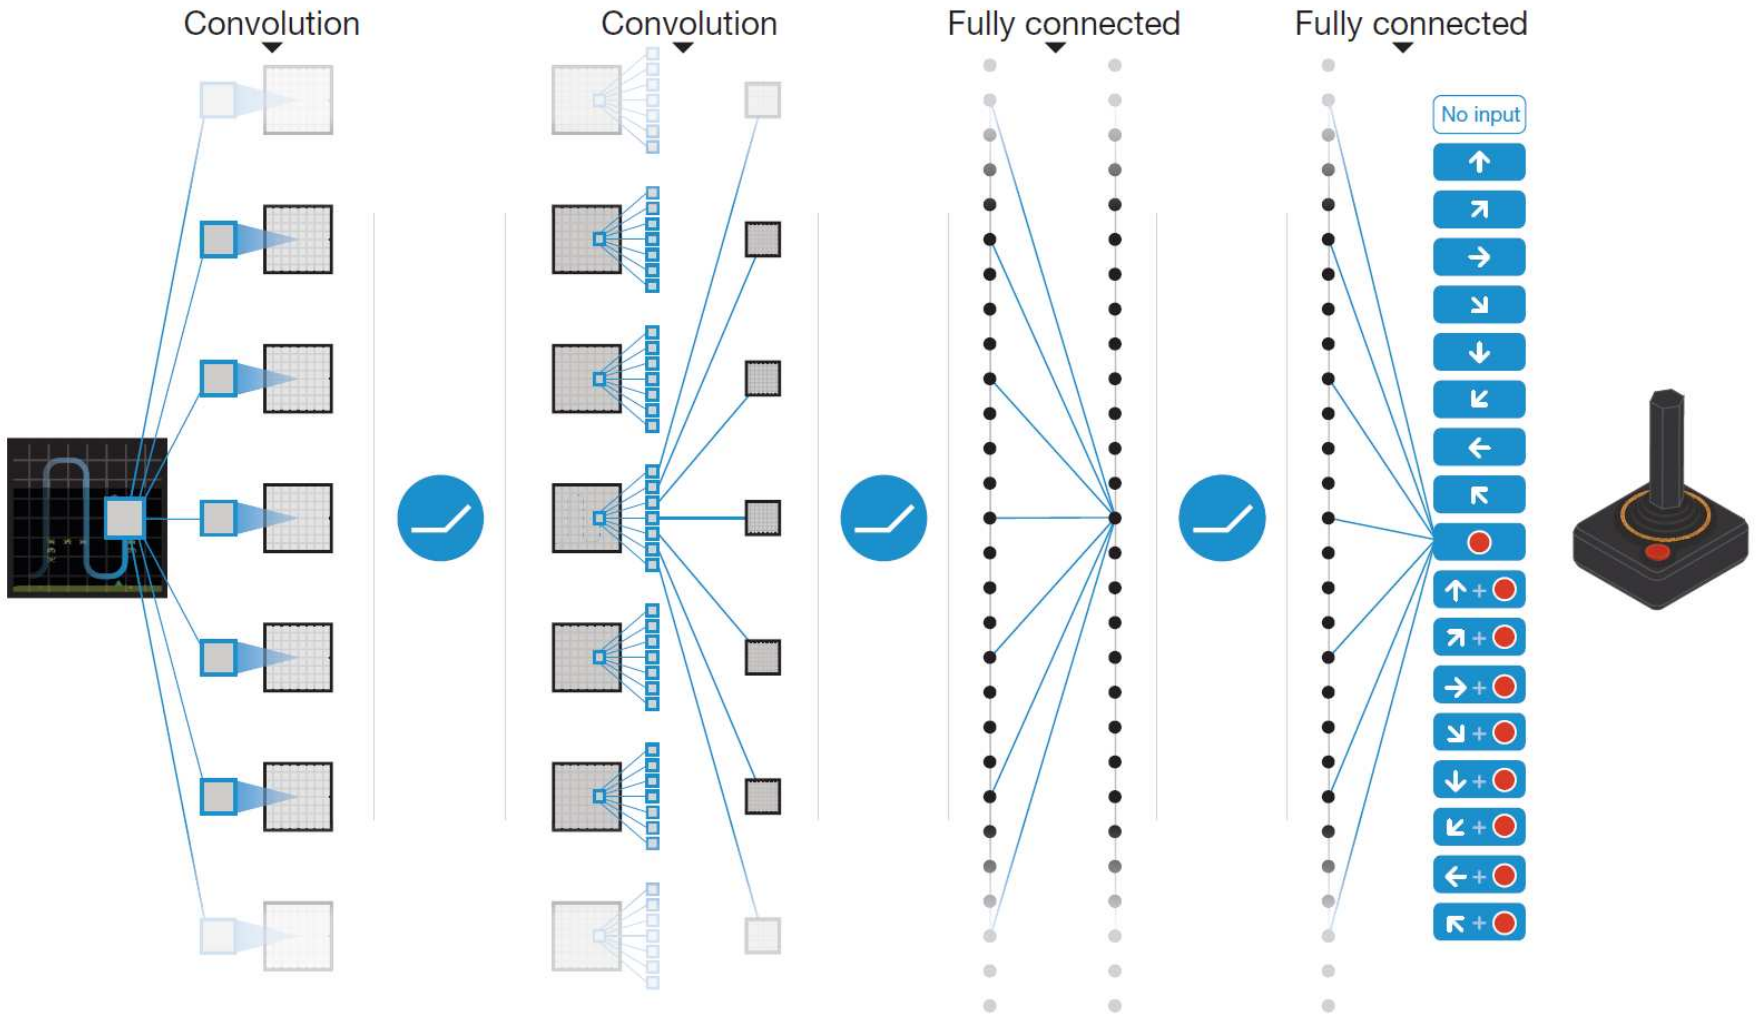 Convolution
Convolution
Fully connected
Fully connected
No input